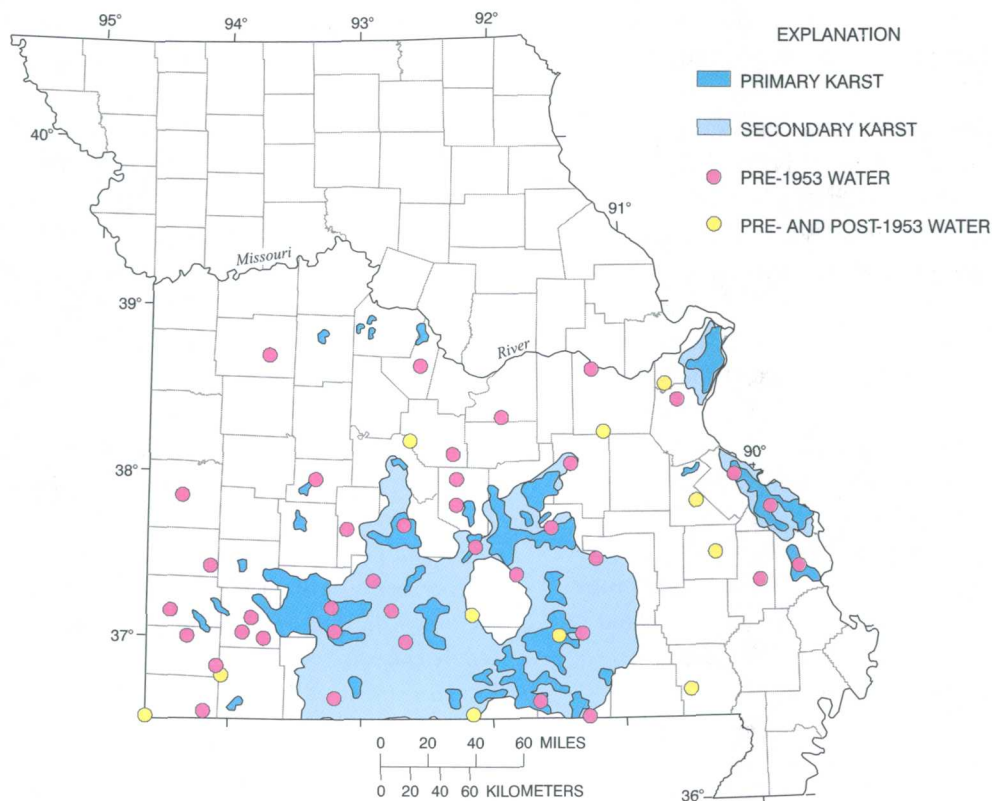 95°
94°
93°
92°
EXPLANATION
PRIMARY KARST
SECONDARY KARST
PRE-1953 WATER
PRE- AND POST-1953 WATER
40°
91°
Missouri
39°
River
90°
38°
37°
0 20 40 60 MILES
0 20 40 60 KILOMETERS
36°